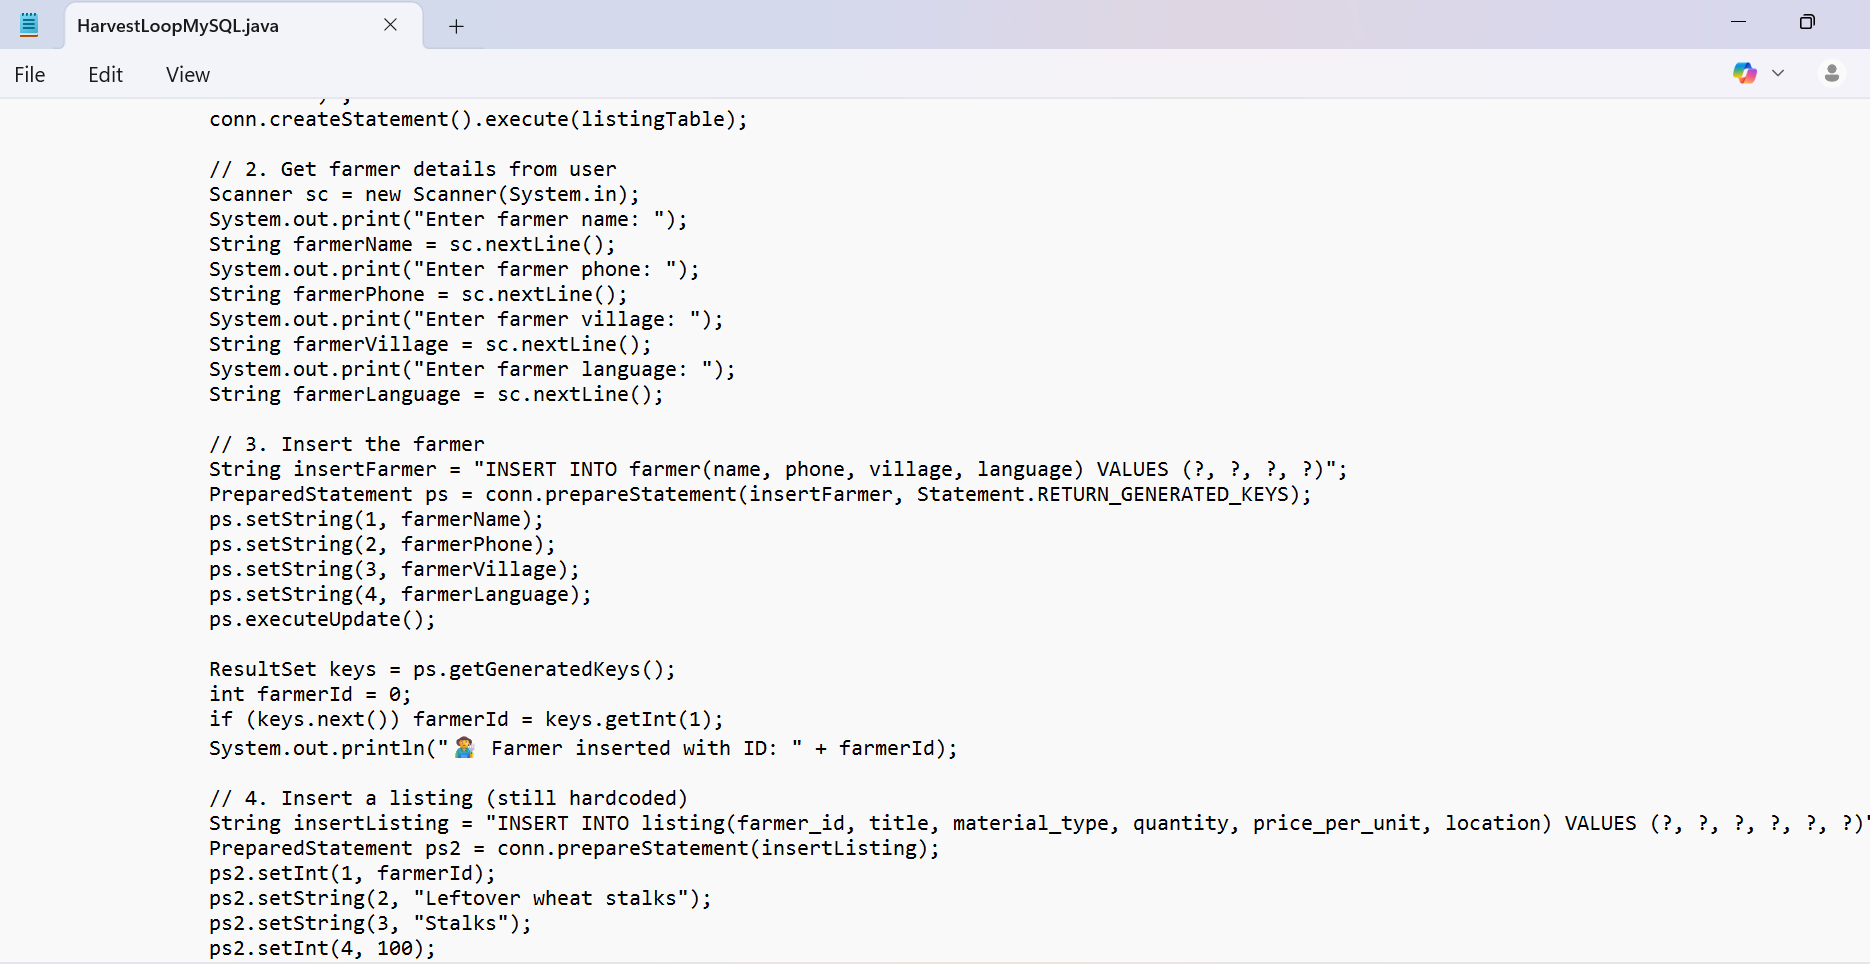 HarvestLoopMySQL.java
File Edit View
conn.createStatement().execute(listingTable);
// 2. Get farmer details from user
Scanner sc = new Scanner(System.in);
System.out.print("Enter farmer name: ");
String farmerName = sc.nextLine();
System.out.print("Enter farmer phone: ");
String farmerPhone = sc.nextLine();
System.out.print("Enter farmer village: ");
String farmerVillage = sc.nextLine();
System.out.print("Enter farmer language: ");
String farmerLanguage = sc.nextLine();
// 3. Insert the farmer
String insertFarmer = "INSERT INTO farmer(name, phone, village, language) VALUES (?, ?, ?, ?)";
PreparedStatement ps = conn.prepareStatement(insertFarmer, Statement.RETURN_GENERATED_KEYS);
ps.setString(1, farmerName);
ps.setString(2, farmerPhone);
ps.setString(3, farmerVillage);
ps.setString(4, farmerLanguage);
ps.executeUpdate();
ResultSet keys = ps.getGeneratedKeys();
int farmerId = 0;
if (keys.next()) farmerId = keys.getInt(1);
System.out.println("🧑‍🌾 Farmer inserted with ID: " + farmerId);
// 4. Insert a listing (still hardcoded)
String insertListing = "INSERT INTO listing(farmer_id, title, material_type, quantity, price_per_unit, location) VALUES (?, ?, ?, ?, ?, ?)"
PreparedStatement ps2 = conn.prepareStatement(insertListing);
ps2.setInt(1, farmerId);
ps2.setString(2, "Leftover wheat stalks");
ps2.setString(3, "Stalks");
ps2.setInt(4, 100);